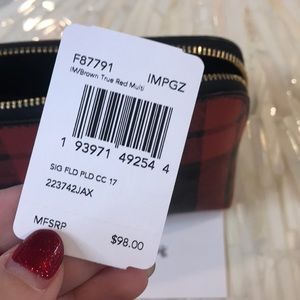 F87791
IM/Brown True Red Multi
IMPGZ
1 93971 49254 4
SIG FLD PLD CC 17
223742JAX
MFSRP
$98.00